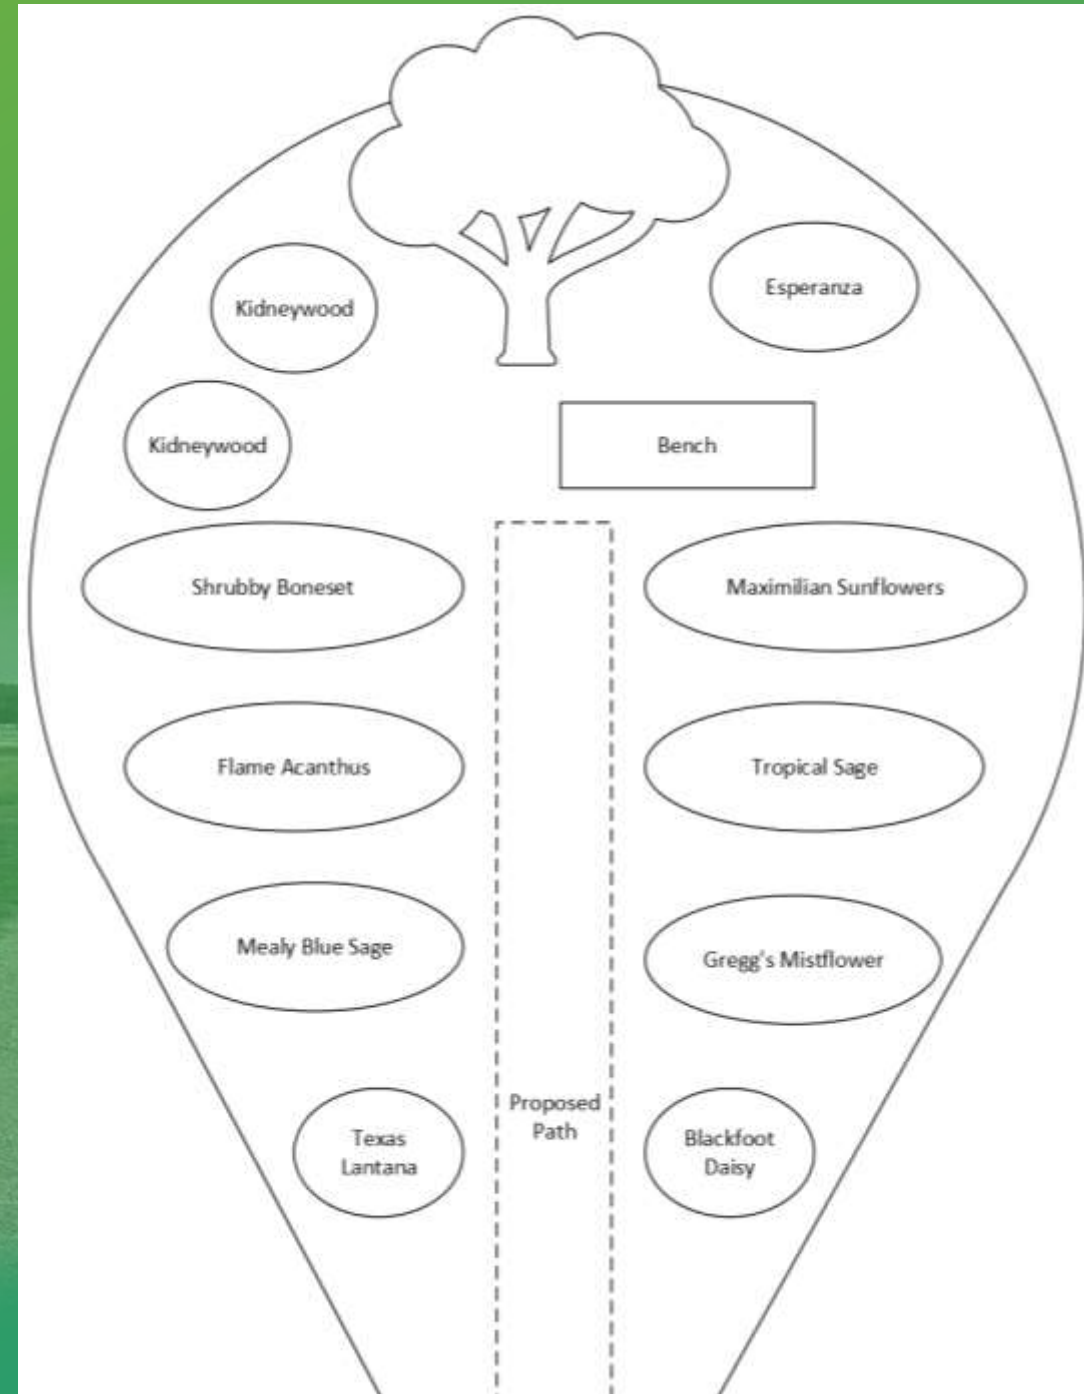 Kidneywood
Esperanza
Kidneywood
Bench
Shrubby Boneset
Maximilian Sunflowers
Flame Acanthus
Tropical Sage
Mealy Blue Sage
Gregg's Mistflower
Proposed
Path
Texas
Lantana
Blackfoot
Daisy